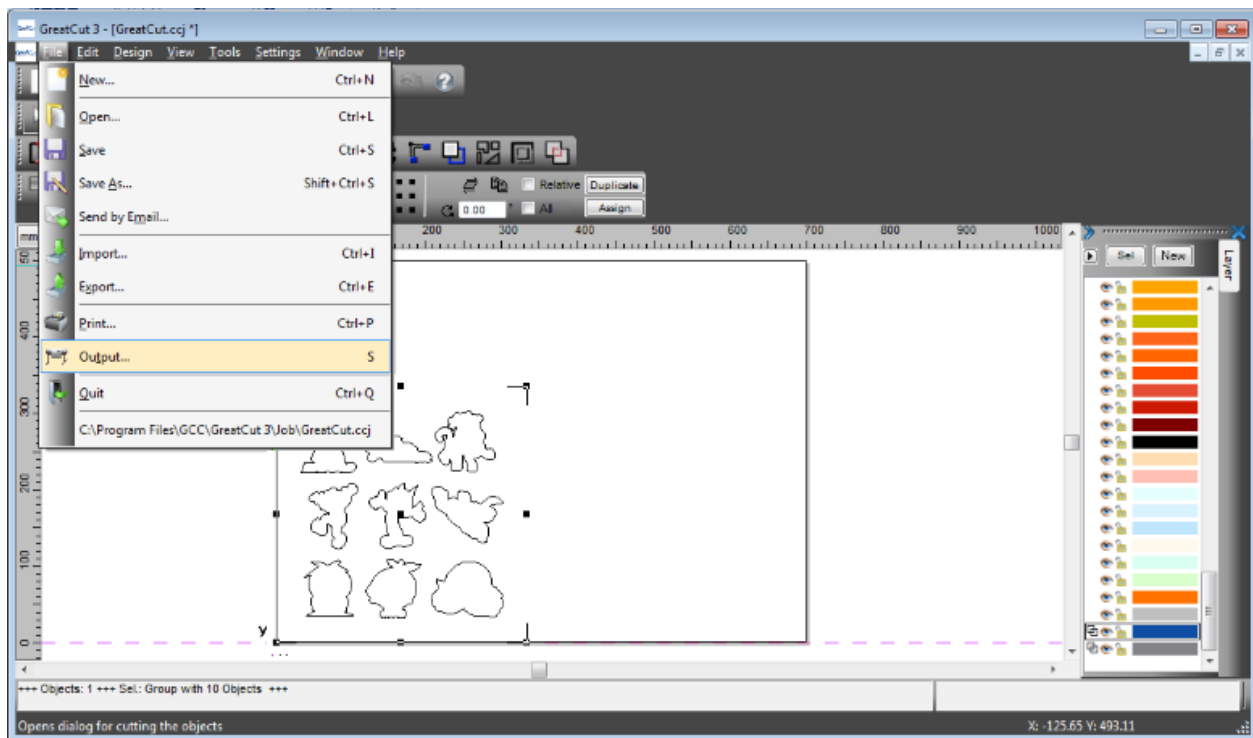 GreatCut 3 - [GreatCut.ccj *]
File Edit Design View Tools Settings Window Help
New... Ctrl+N
Open... Ctrl+L
Save Ctrl+S
Save As... Shift+Ctrl+S
Send by Email...
Import... Ctrl+I
Export... Ctrl+E
Print... Ctrl+P
Output... S
Quit Ctrl+Q
C:\Program Files\GCC\GreatCut 3\Job\GreatCut.ccj
Relative Duplicate
0.00 ° All Assign
mm 200 300 400 500 600 700 800 900 1000
Sel New
Layer
400
300
200
100
0
Y
+++ Objects: 1 +++ Sel.: Group with 10 Objects +++
Opens dialog for cutting the objects X: -125.65 Y: 493.11